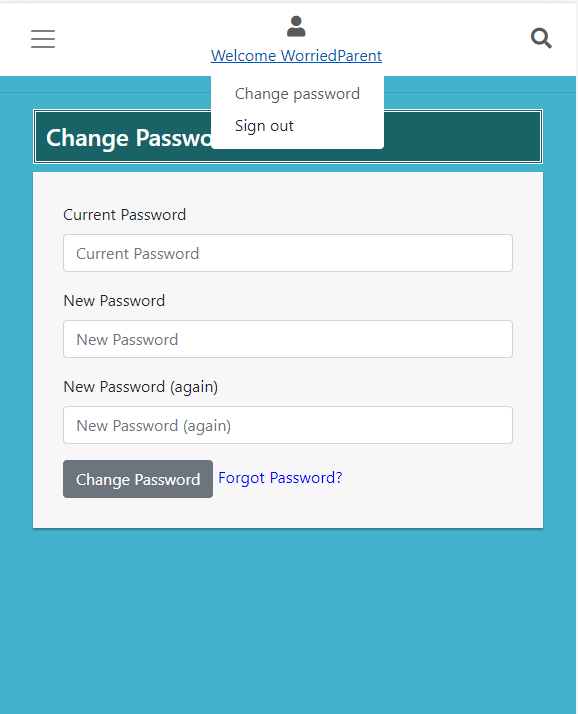 Welcome WorriedParent
Change password
Sign out
Change Passwo
Current Password
Current Password
New Password
New Password
New Password (again)
New Password (again)
Change Password Forgot Password?